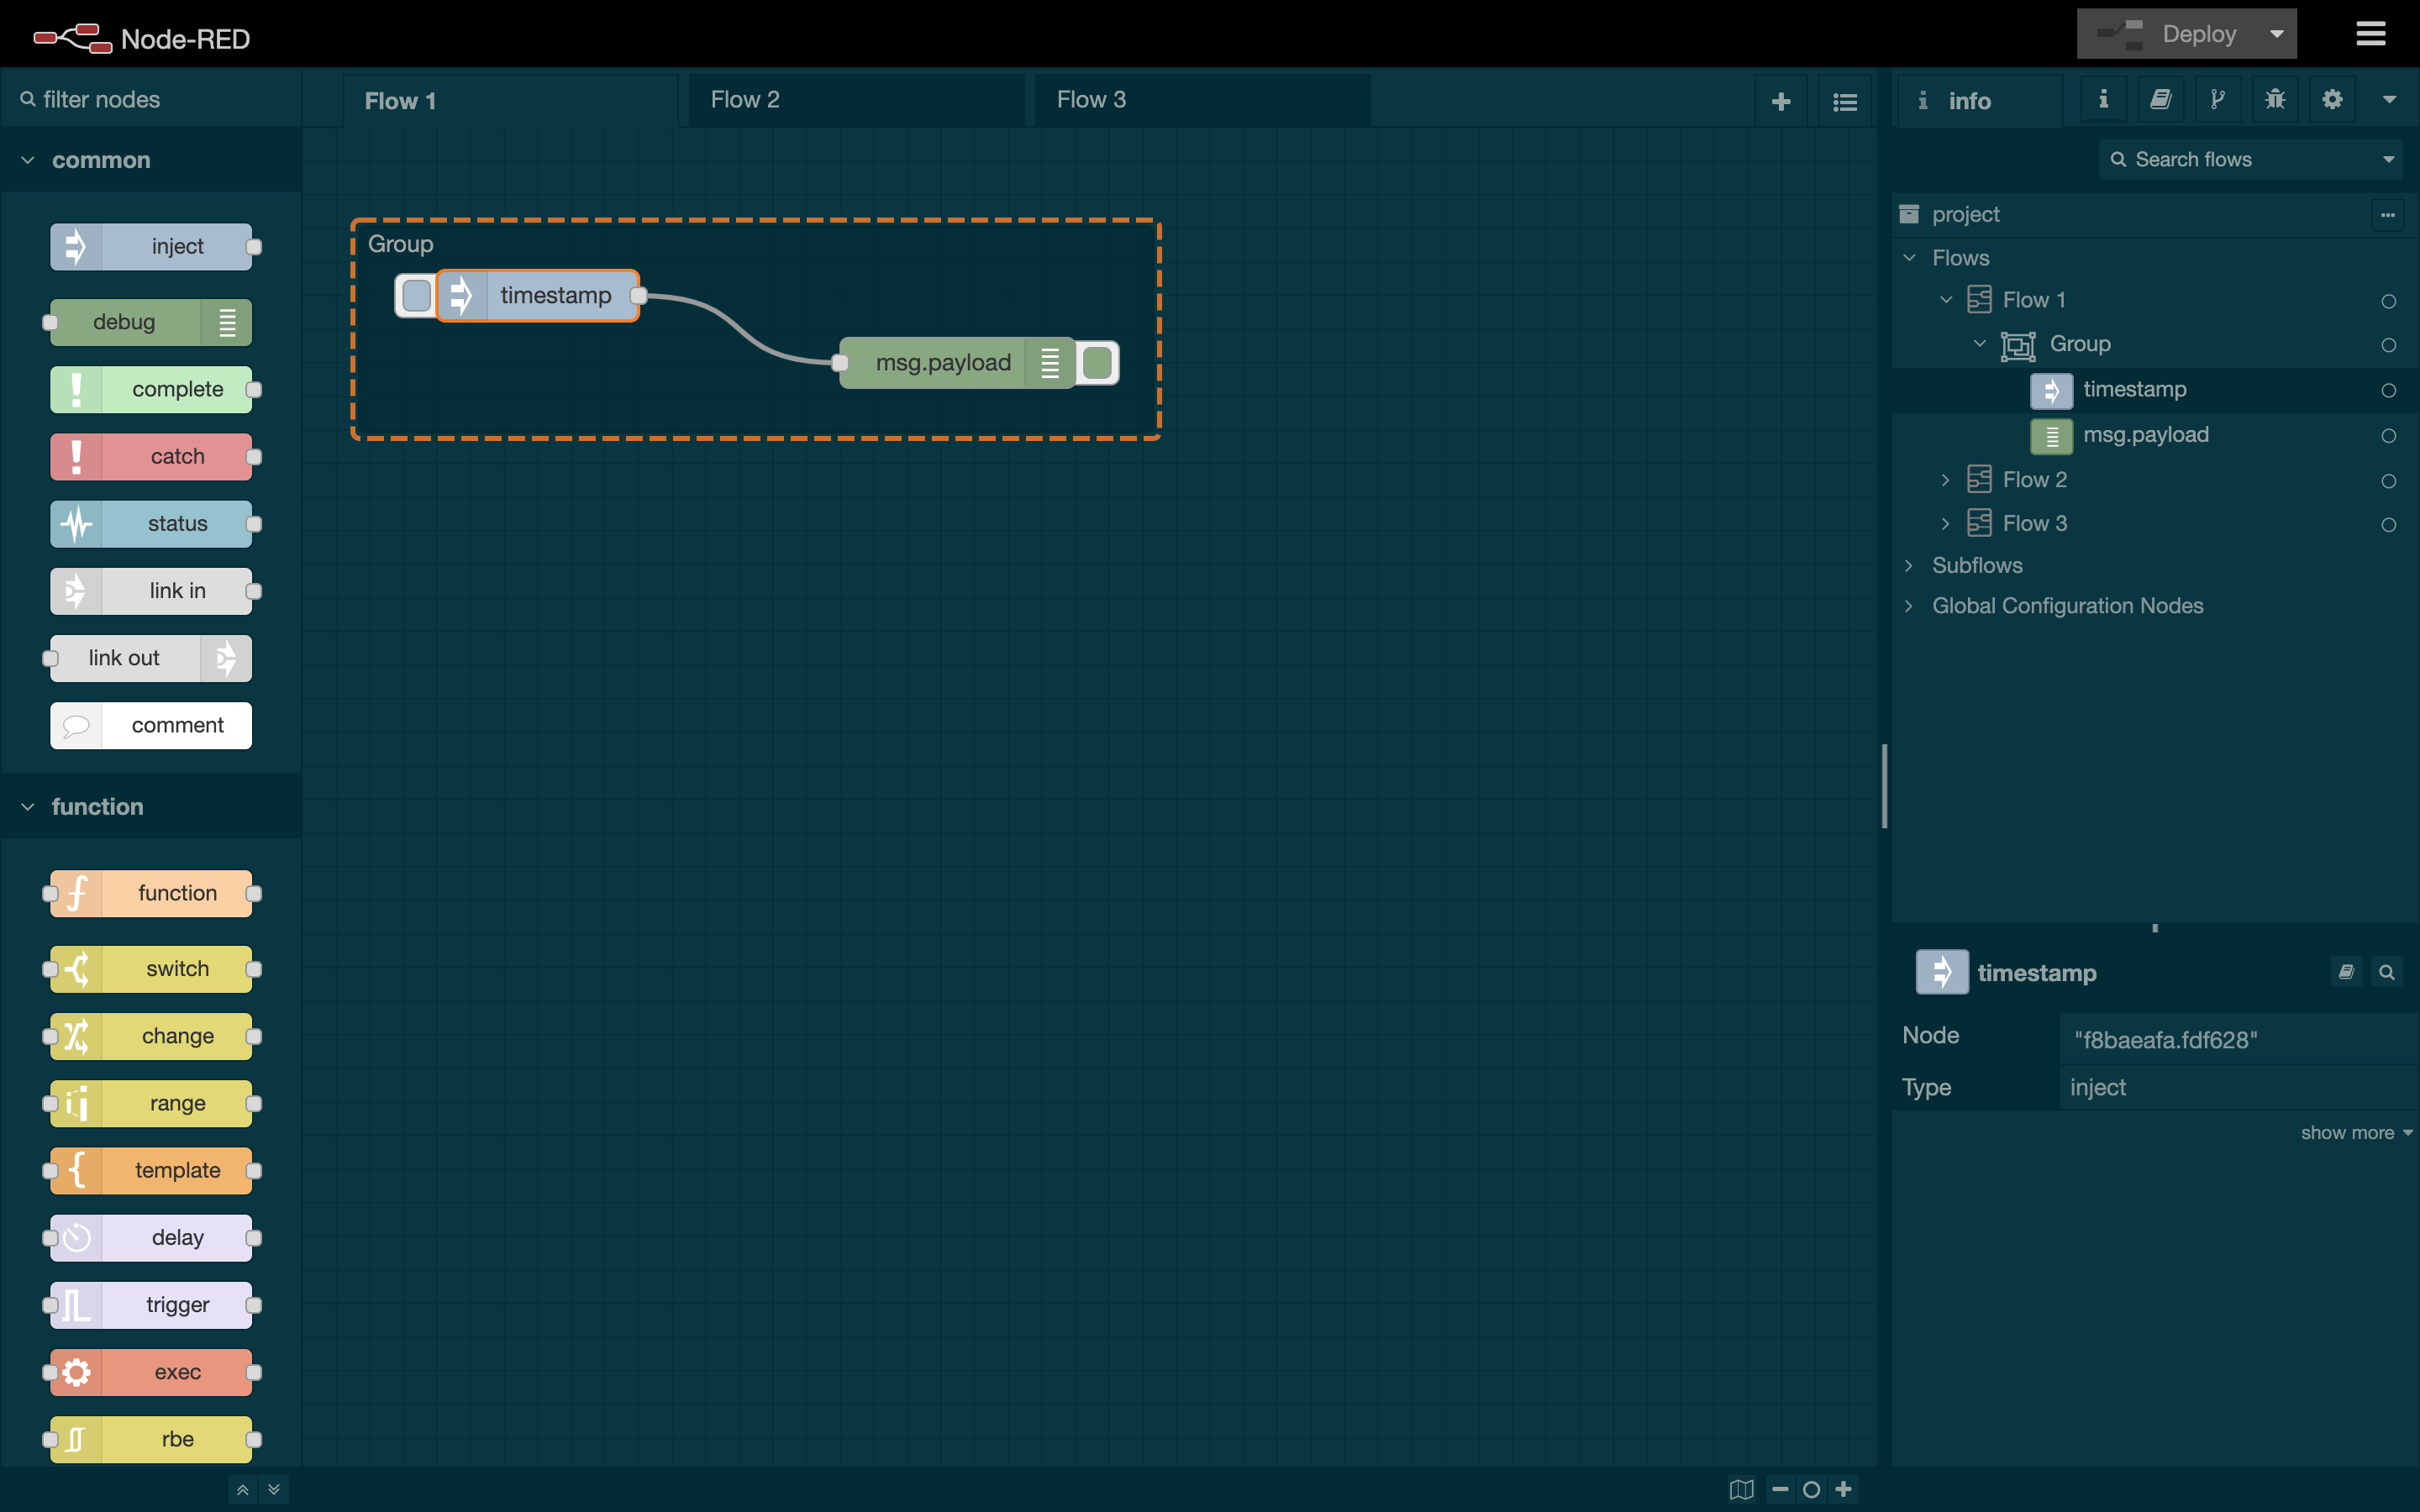 Node-RED
Deploy
filter nodes
Flow 1
Flow 2
Flow 3
info
Search flows
common
inject
debug
complete
catch
status
link in
link out
comment
function
function
switch
change
range
template
delay
trigger
exec
rbe
Group
timestamp
msg.payload
project
Flows
Flow 1
Group
timestamp
msg.payload
Flow 2
Flow 3
Subflows
Global Configuration Nodes
timestamp
Node "f8baeafa.fdf628"
Type inject
show more